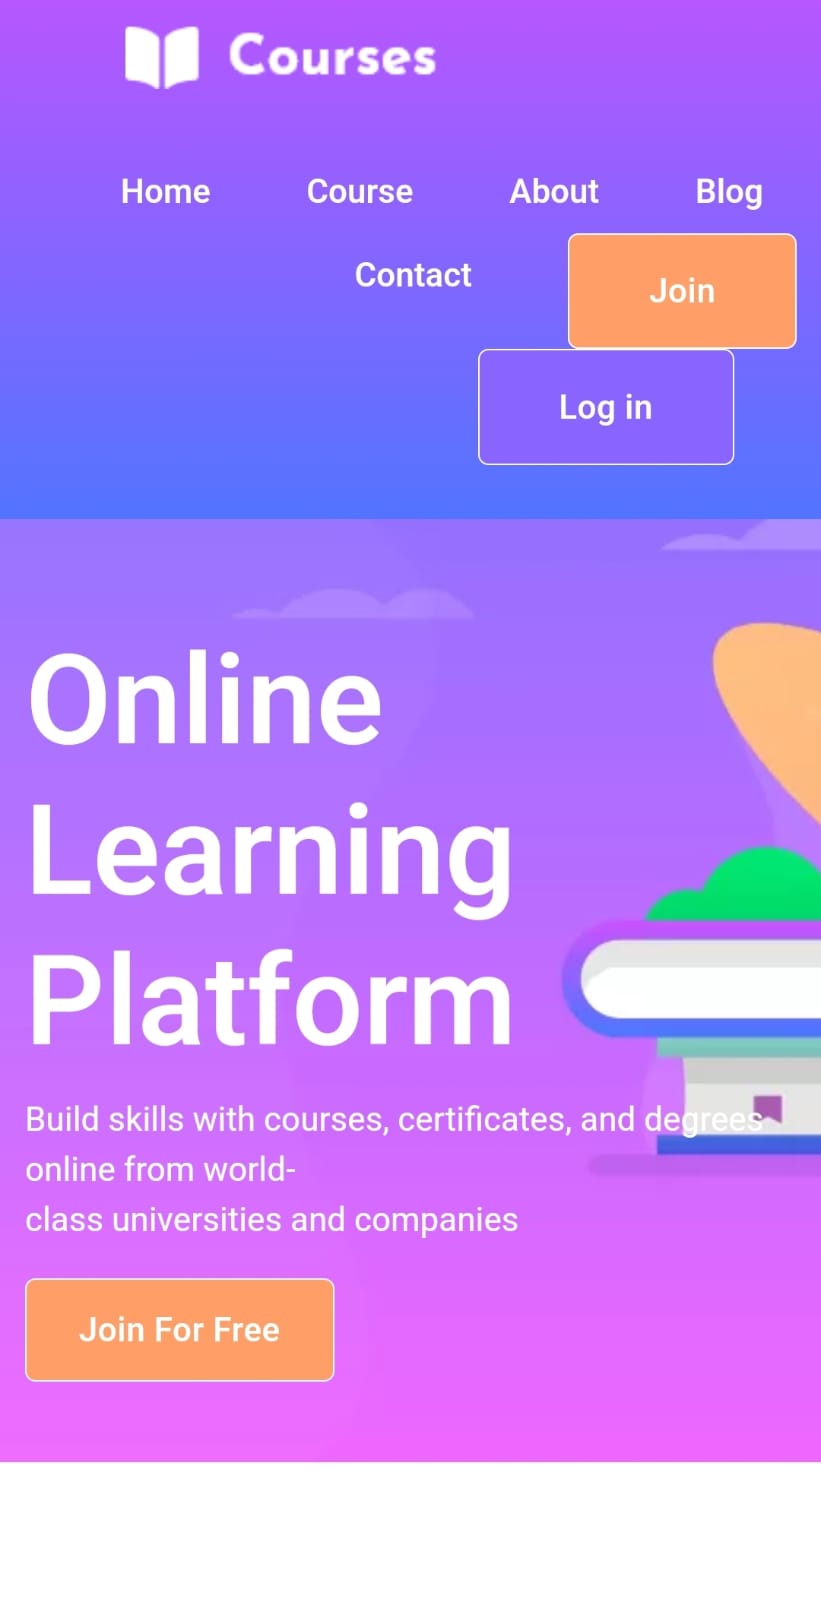 Courses
Home Course About Blog
Contact Join
Log in
Online
Learning
Platform
Build skills with courses, certificates, and degrees
online from world-
class universities and companies
Join For Free